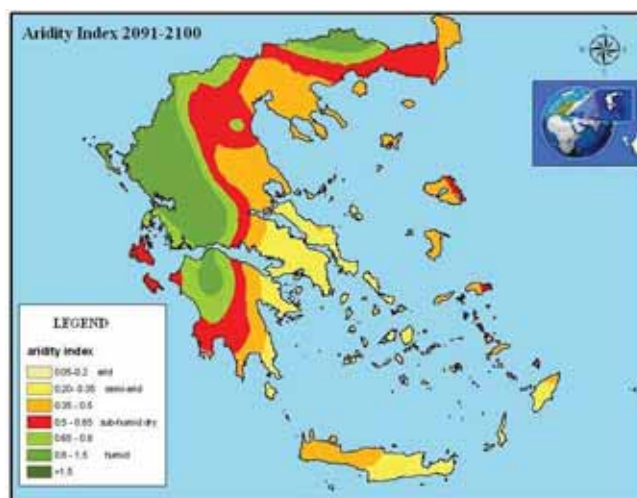 Aridity Index 2091-2100
LEGEND
aridity index
0.05-0.2 arid
0.20-0.35 semi-arid
0.35 - 0.5
0.5 - 0.65 sub-humid dry
0.65 - 0.8
0.8 - 1.5 humid
>1.5